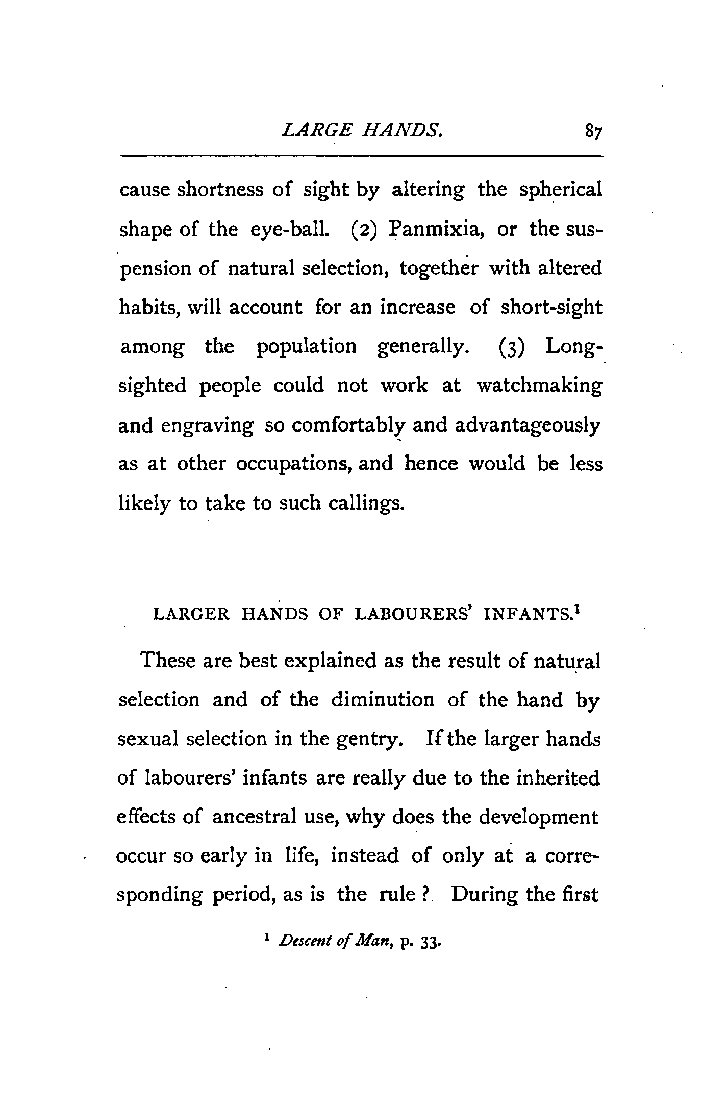 LARGE HANDS. 87
cause shortness of sight by altering the spherical
shape of the eye-ball. (2) Panmixia, or the sus-
pension of natural selection, together with altered
habits, will account for an increase of short-sight
among the population generally. (3) Long-
sighted people could not work at watchmaking
and engraving so comfortably and advantageously
as at other occupations, and hence would be less
likely to take to such callings.
LARGER HANDS OF LABOURERS’ INFANTS.¹
These are best explained as the result of natural
selection and of the diminution of the hand by
sexual selection in the gentry. If the larger hands
of labourers’ infants are really due to the inherited
effects of ancestral use, why does the development
occur so early in life, instead of only at a corre-
sponding period, as is the rule? During the first
¹ Descent of Man, p. 33.